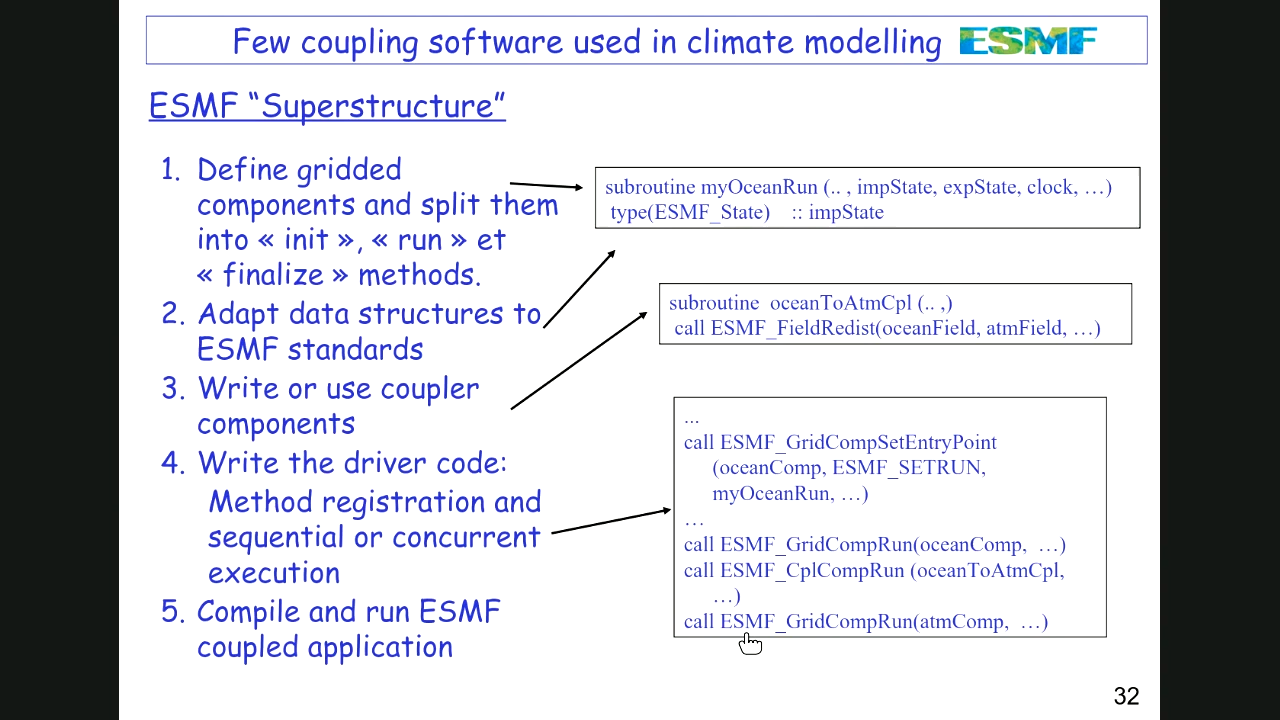 Few coupling software used in climate modelling ESMF
ESMF “Superstructure”
1. Define gridded
components and split them
into « init », « run » et
« finalize » methods.
2. Adapt data structures to
ESMF standards
3. Write or use coupler
components
4. Write the driver code:
Method registration and
sequential or concurrent
execution
5. Compile and run ESMF
coupled application
subroutine myOceanRun (.. , impState, expState, clock, …)
type(ESMF_State) :: impState
subroutine oceanToAtmCpl (.. ,)
call ESMF_FieldRedist(oceanField, atmField, …)
...
call ESMF_GridCompSetEntryPoint
(oceanComp, ESMF_SETRUN,
myOceanRun, …)
…
call ESMF_GridCompRun(oceanComp, …)
call ESMF_CplCompRun (oceanToAtmCpl,
…)
call ESMF_GridCompRun(atmComp, …)
32